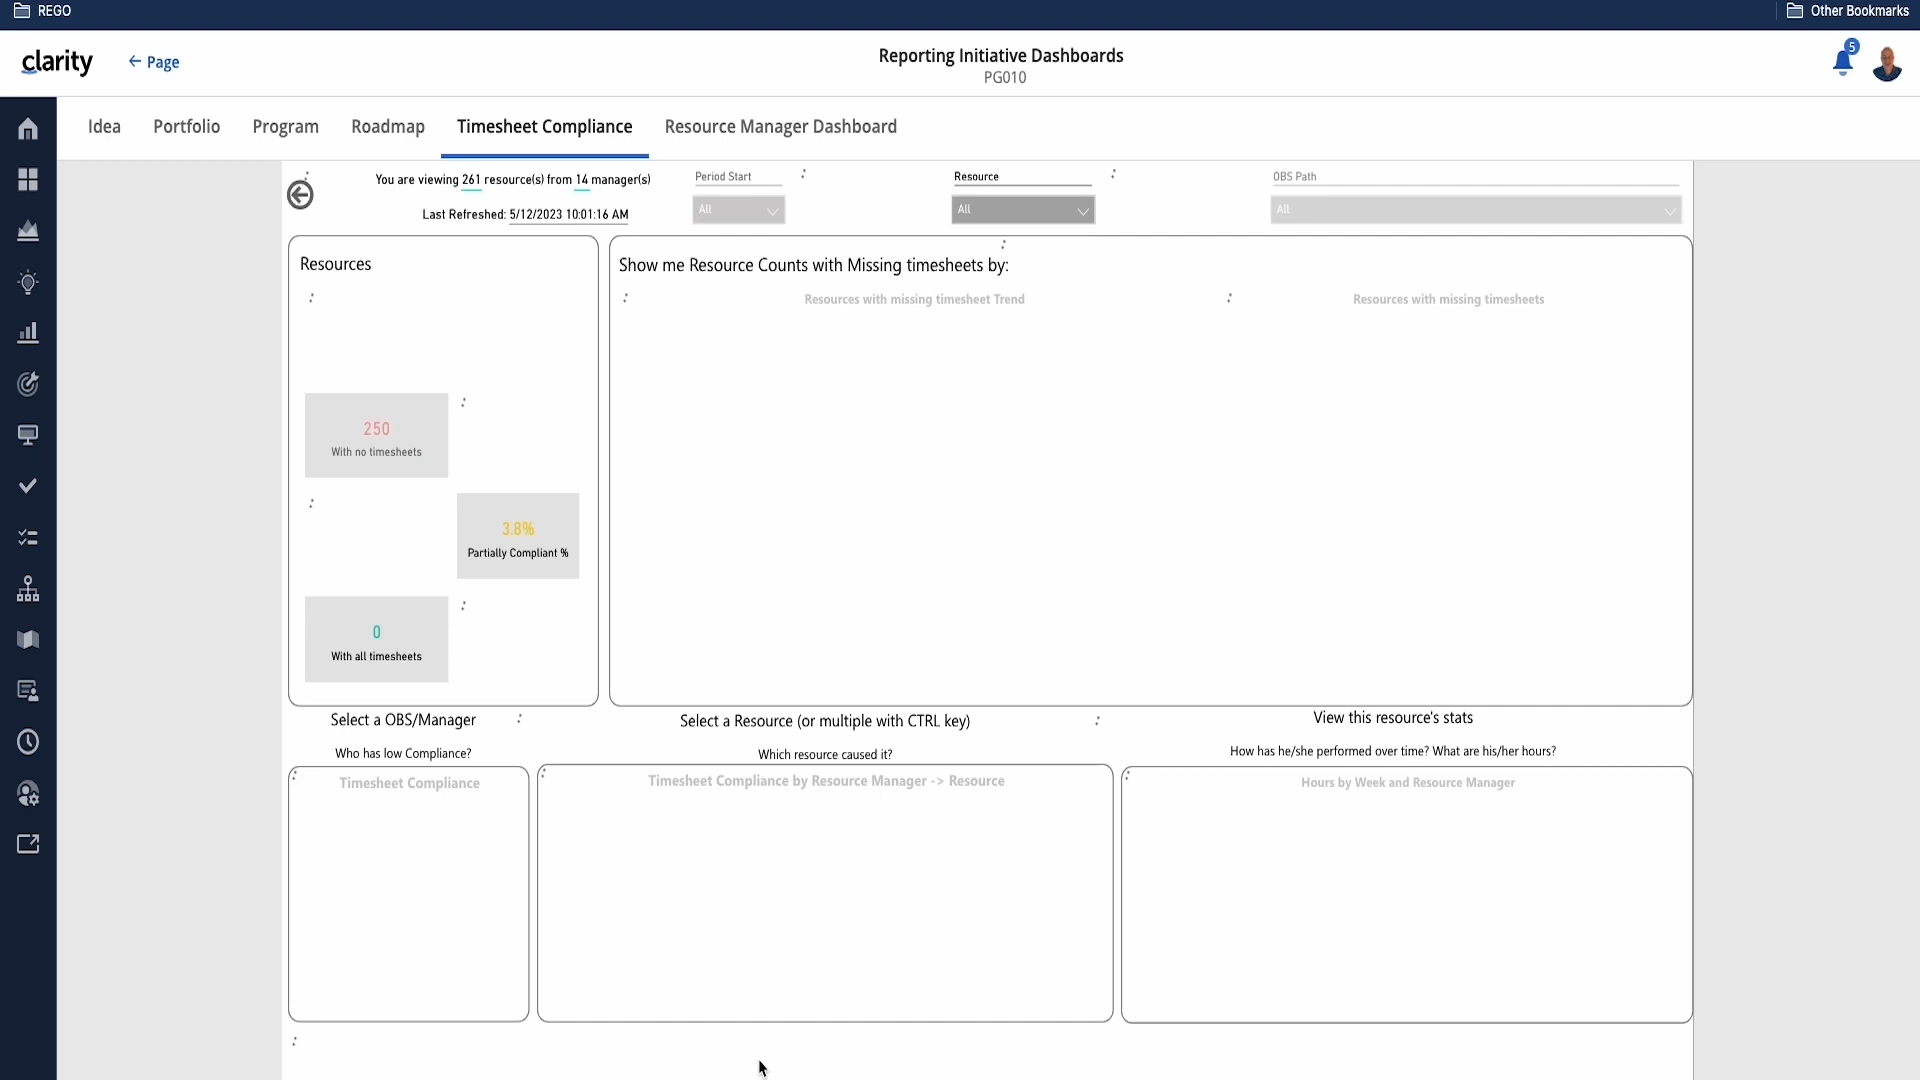 REGO
Other Bookmarks
clarity
← Page
Reporting Initiative Dashboards
PG010
5
Idea
Portfolio
Program
Roadmap
Timesheet Compliance
Resource Manager Dashboard
You are viewing 261 resource(s) from 14 manager(s)
Last Refreshed: 5/12/2023 10:01:16 AM
Period Start
All
Resource
All
OBS Path
All
Resources
250
With no timesheets
3.8%
Partially Compliant %
0
With all timesheets
Show me Resource Counts with Missing timesheets by:
Resources with missing timesheet Trend
Resources with missing timesheets
Select a OBS/Manager
Who has low Compliance?
Timesheet Compliance
Select a Resource (or multiple with CTRL key)
Which resource caused it?
Timesheet Compliance by Resource Manager -> Resource
View this resource's stats
How has he/she performed over time? What are his/her hours?
Hours by Week and Resource Manager